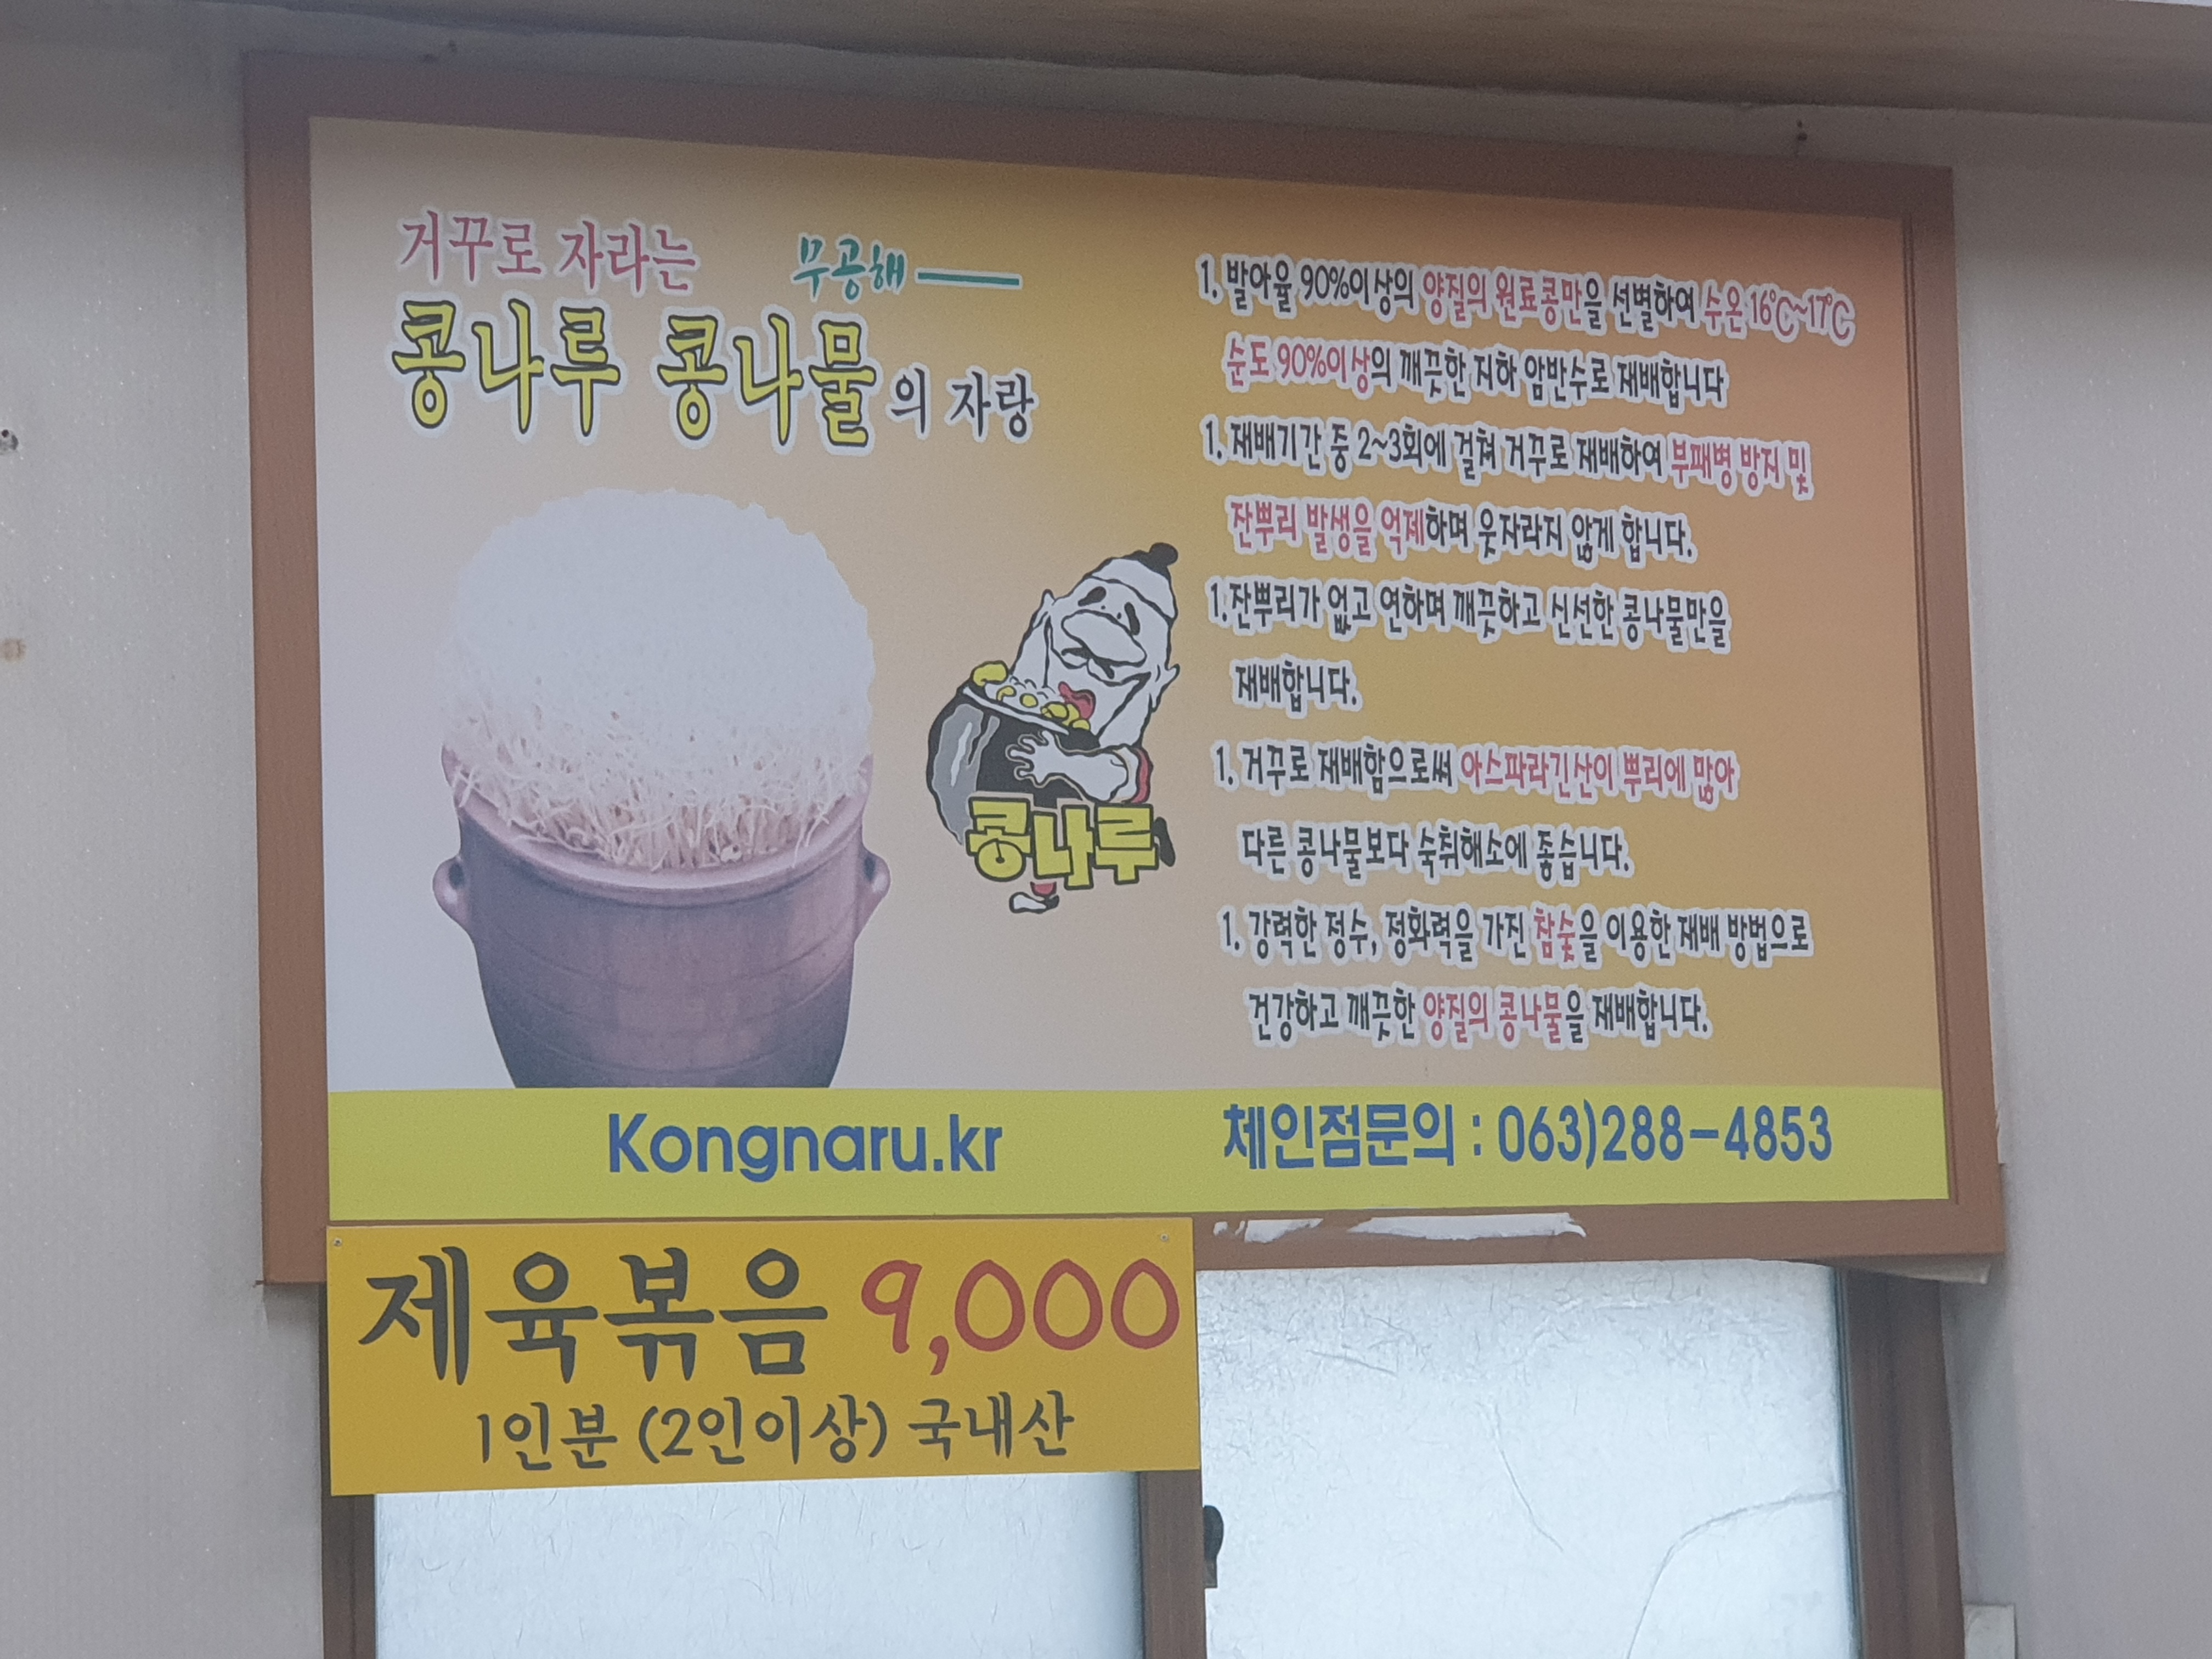 거꾸로 자라는 무공해
콩나루 콩나물의 자랑
1. 발아율 90%이상의 양질의 원료콩만을 선별하여 수온 16℃~17℃
순도 90%이상의 깨끗한 지하 암반수로 재배합니다
1. 재배기간 중 2~3회에 걸쳐 거꾸로 재배하여 부패병 방지 및
잔뿌리 발생을 억제하며 웃자라지 않게 합니다.
1. 잔뿌리가 없고 연하며 깨끗하고 신선한 콩나물만을
재배합니다.
1. 거꾸로 재배함으로써 아스파라긴산이 뿌리에 많아
다른 콩나물보다 숙취해소에 좋습니다.
1. 강력한 정수, 정화력을 가진 참숯을 이용한 재배 방법으로
건강하고 깨끗한 양질의 콩나물을 재배합니다.
콩나루
Kongnaru.kr
체인점문의 : 063)288-4853
제육볶음 9,000
1인분 (2인이상) 국내산